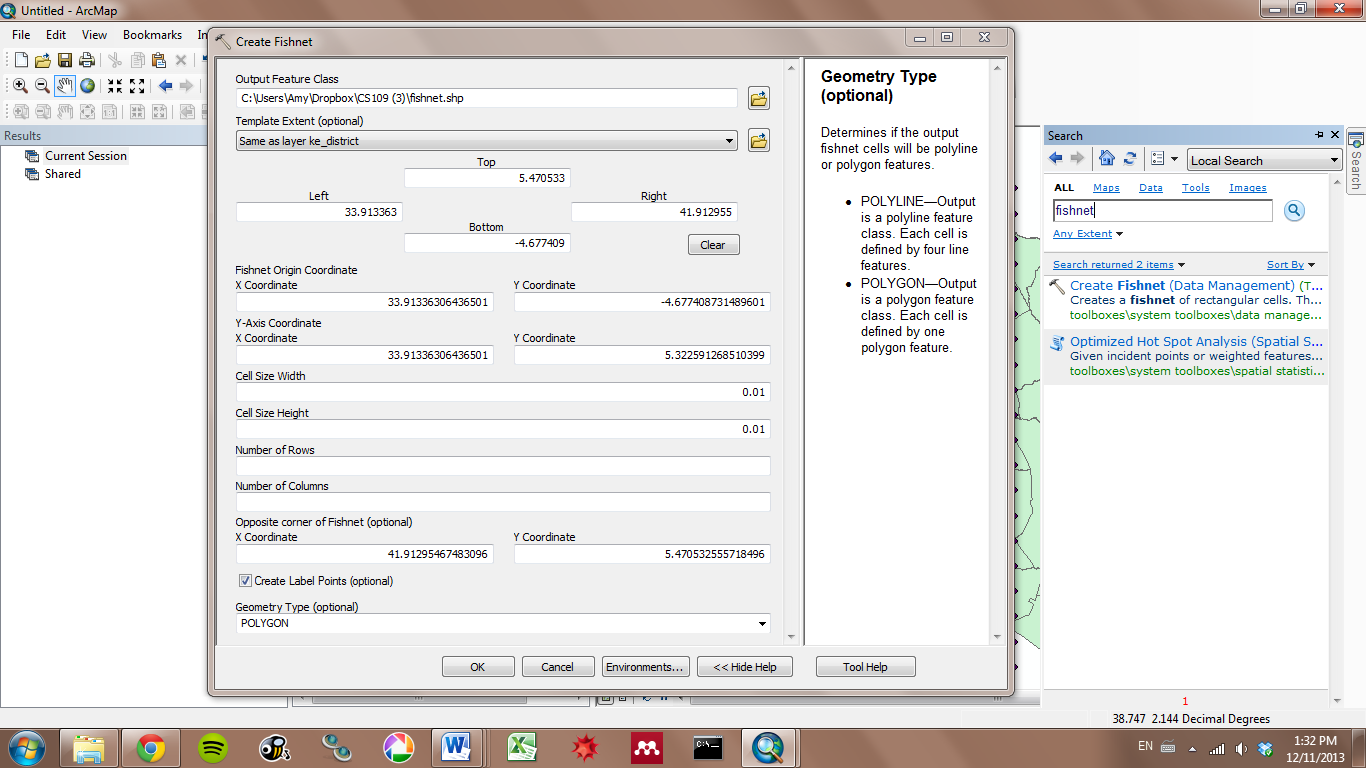 Untitled - ArcMap
File Edit View Bookmarks In
Results
Current Session
Shared
Create Fishnet
Output Feature Class
C:\Users\Amy\Dropbox\CS109 (3)\fishnet.shp
Template Extent (optional)
Same as layer ke_district
Top
5.470533
Left Right
33.913363 41.912955
Bottom
-4.677409
Clear
Fishnet Origin Coordinate
X Coordinate Y Coordinate
33.91336306436501 -4.677408731489601
Y-Axis Coordinate
X Coordinate Y Coordinate
33.91336306436501 5.322591268510399
Cell Size Width
0.01
Cell Size Height
0.01
Number of Rows
Number of Columns
Opposite corner of Fishnet (optional)
X Coordinate Y Coordinate
41.91295467483096 5.470532555718496
Create Label Points (optional)
Geometry Type (optional)
POLYGON
OK Cancel Environments... << Hide Help Tool Help
Geometry Type
(optional)
Determines if the output
fishnet cells will be polyline
or polygon features.
• POLYLINE—Output
is a polyline feature
class. Each cell is
defined by four line
features.
• POLYGON—Output
is a polygon feature
class. Each cell is
defined by one
polygon feature.
Search
Local Search
ALL Maps Data Tools Images
fishnet
Any Extent
Search returned 2 items Sort By
Create Fishnet (Data Management) (T...
Creates a fishnet of rectangular cells. Th...
toolboxes\system toolboxes\data manage...
Optimized Hot Spot Analysis (Spatial S...
Given incident points or weighted features...
toolboxes\system toolboxes\spatial statisti...
1
Search
38.747 2.144 Decimal Degrees
EN
1:32 PM
12/11/2013